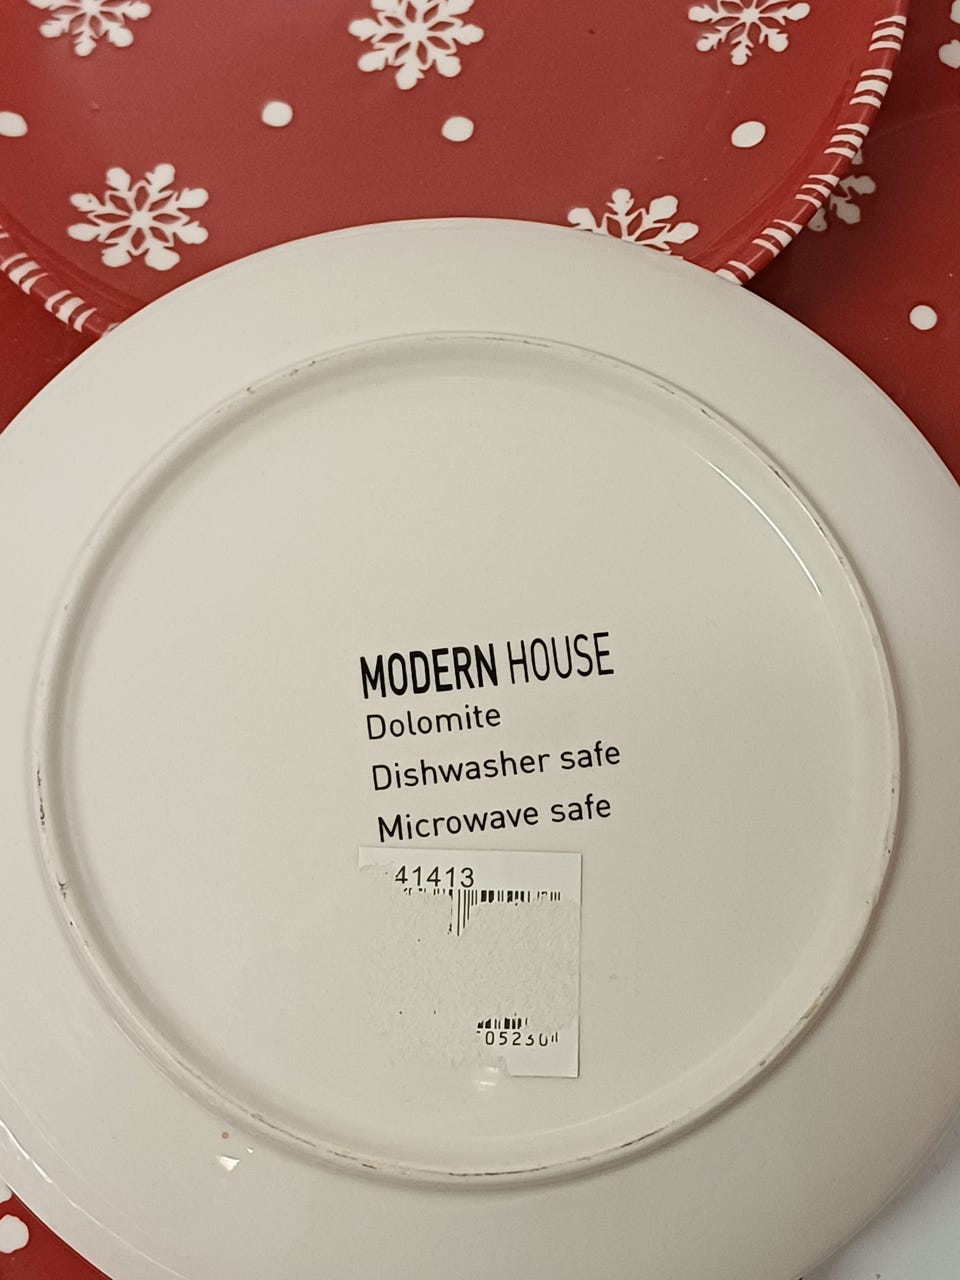 MODERN HOUSE
Dolomite
Dishwasher safe
Microwave safe
41413